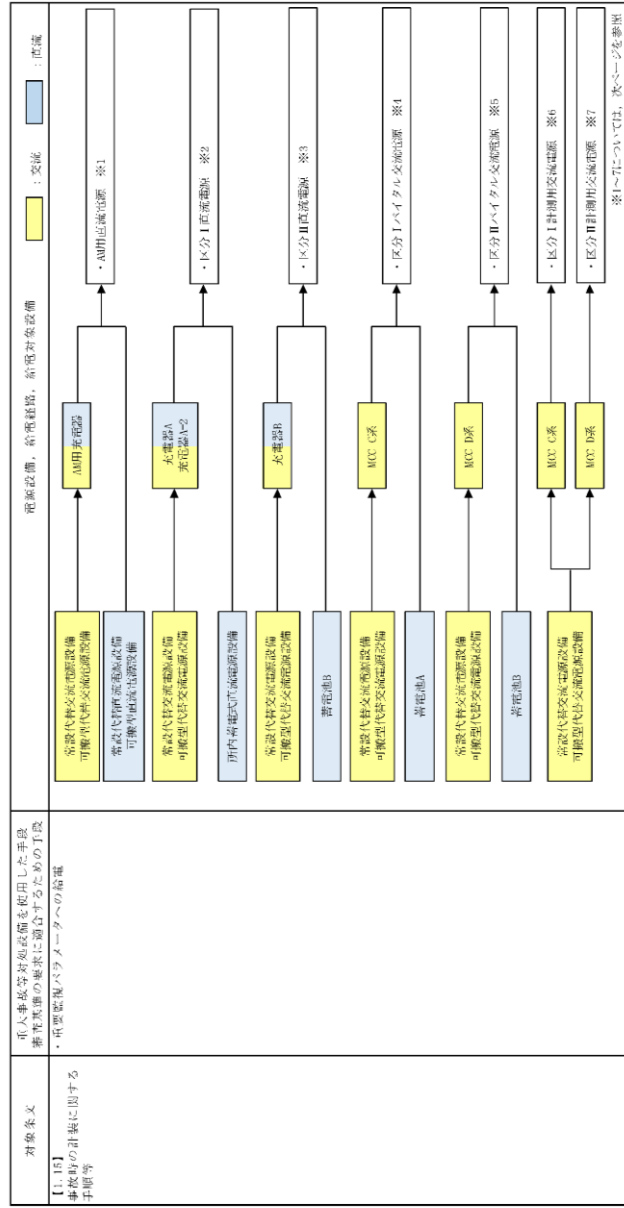 対象条文
重大事故等対処設備を使用した手段
審査基準の要求に適合するための手段
電源設備，給電経路，給電対象設備
：交流
：直流
【1.15】
事故時の計装に関する
手順等
・重要監視パラメータへの給電
常設代替交流電源設備
可搬型代替交流電源設備
AM用充電器
・AM用直流電源 ※1
常設代替直流電源設備
可搬型直流電源設備
常設代替交流電源設備
可搬型代替交流電源設備
充電器A
充電器A-2
・区分Ⅰ直流電源 ※2
所内蓄電式直流電源設備
常設代替交流電源設備
可搬型代替交流電源設備
充電器B
・区分Ⅱ直流電源 ※3
蓄電池B
常設代替交流電源設備
可搬型代替交流電源設備
MCC C系
・区分Ⅰバイタル交流電源 ※4
蓄電池A
常設代替交流電源設備
可搬型代替交流電源設備
MCC D系
・区分Ⅱバイタル交流電源 ※5
蓄電池B
常設代替交流電源設備
可搬型代替交流電源設備
MCC C系
・区分Ⅰ計測用交流電源 ※6
MCC D系
・区分Ⅱ計測用交流電源 ※7
※1～7については，次ページを参照